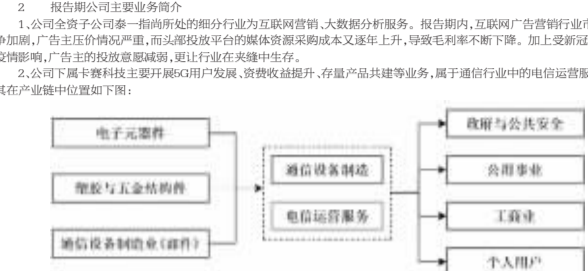 2 报告期公司主要业务简介
1、公司全资子公司泰一指尚所处的细分行业为互联网营销、大数据分析服务。报告期内，互联网广告营销行业
争加剧，广告主压价情况严重，而头部投放平台的媒体资源采购成本又逐年上升，导致毛利率不断下降。加上受新冠
疫情影响，广告主的投放意愿减弱，更让行业在夹缝中生存。
2、公司下属卡赛科技主要开展5G用户发展、资费收益提升、存量产品共建等业务，属于通信行业中的电信运营服
其在产业链中位置如下图：
电子元器件
塑胶与五金结构件
通信设备制造业（部件）
通信设备制造
电信运营服务
政府与公共安全
公用事业
工商业
个人用户